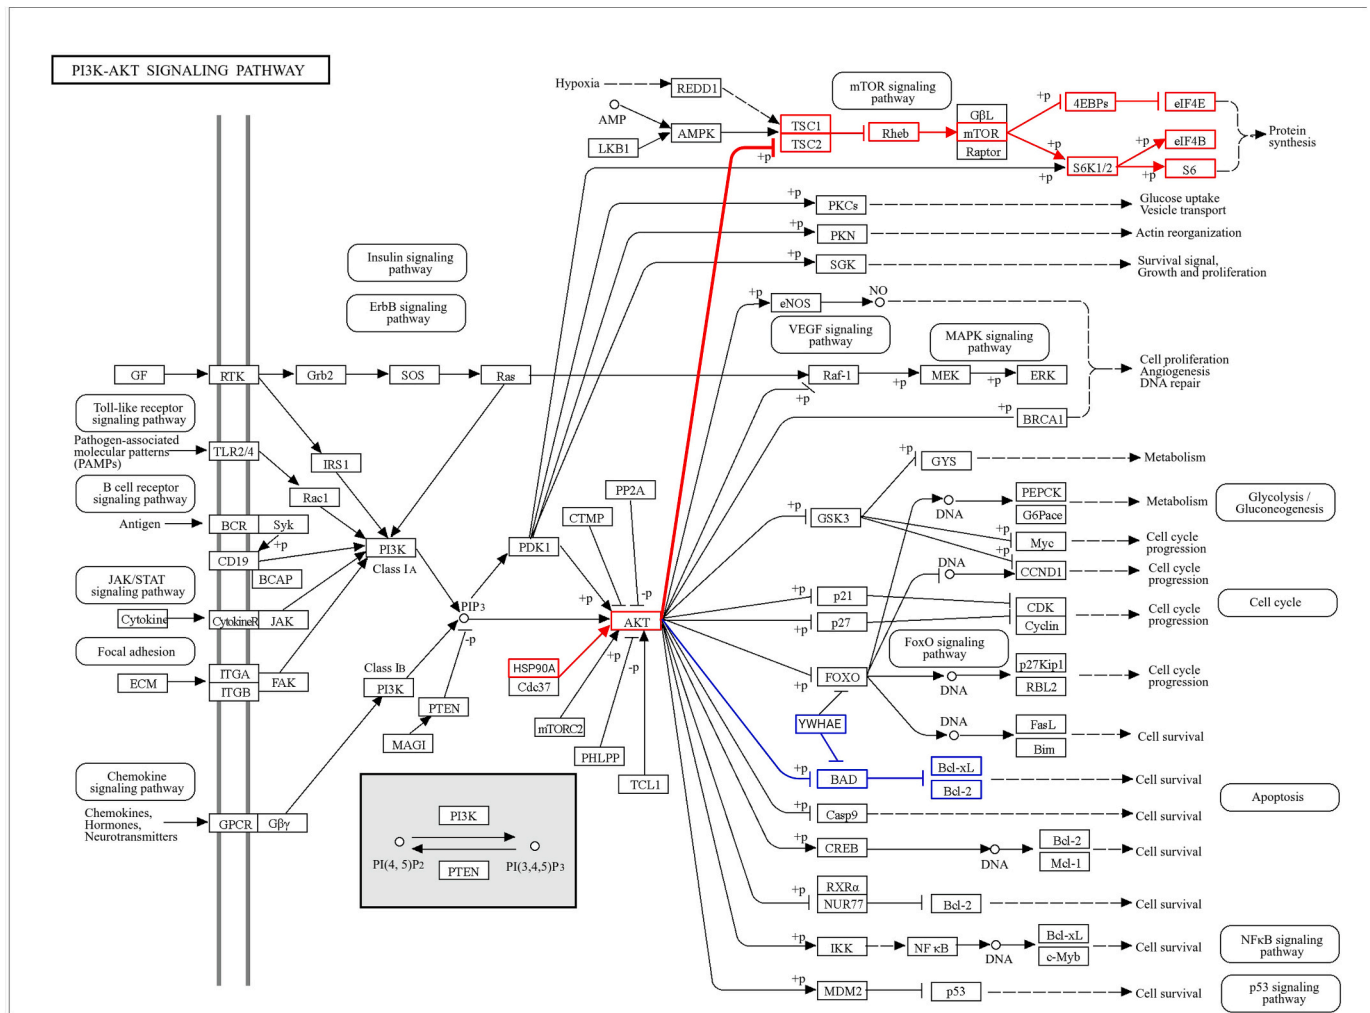 PI3K-AKT SIGNALING PATHWAY
Hypoxia
REDD1
AMP
AMPK
LKB1
TSC1
TSC2
+p
Rheb
mTOR signaling
pathway
GβL
mTOR
Raptor
+p
4EBPs
eIF4E
+p
eIF4B
+p
S6K1/2
+p
+p
S6
Protein
synthesis
+p
PKCs
Glucose uptake
Vesicle transport
+p
PKN
Actin reorganization
+p
SGK
Survival signal,
Growth and proliferation
Insulin signaling
pathway
ErbB signaling
pathway
+p
eNOS
NO
VEGF signaling
pathway
MAPK signaling
pathway
GF
RTK
Grb2
SOS
Ras
Raf-1
+p
+p
MEK
+p
ERK
Cell proliferation
Angiogenesis
DNA repair
+p
BRCA1
Toll-like receptor
signaling pathway
Pathogen-associated
molecular patterns
(PAMPs)
TLR2/4
IRS1
Rac1
B cell receptor
signaling pathway
Antigen
BCR
Syk
+p
CD19
BCAP
PI3K
Class IA
JAK/STAT
signaling pathway
Cytokine
CytokineR
JAK
Focal adhesion
ECM
ITGA
ITGB
FAK
Chemokine
signaling pathway
Chemokines,
Hormones,
Neurotransmitters
GPCR
Gβγ
PIP3
-p
Class IB
PI3K
PTEN
MAGI
PDK1
CTMP
PP2A
+p
-p
AKT
HSP90A
Cdc37
+p
-p
mTORC2
PHLPP
TCL1
PI3K
PI(4, 5)P2
PI(3,4,5)P3
PTEN
+p
GYS
Metabolism
+p
GSK3
DNA
PEPCK
G6Pace
Metabolism
Glycolysis /
Gluconeogenesis
+p
Myc
Cell cycle
progression
+p
DNA
CCND1
Cell cycle
progression
+p
p21
+p
p27
CDK
Cyclin
Cell cycle
progression
Cell cycle
FoxO signaling
pathway
+p
FOXO
DNA
p27Kip1
RBL2
Cell cycle
progression
YWHAE
DNA
FasL
Bim
Cell survival
+p
BAD
Bcl-xL
Bcl-2
Cell survival
Apoptosis
+p
Casp9
Cell survival
+p
CREB
DNA
Bcl-2
Mcl-1
Cell survival
+p
RXRα
NUR77
Bcl-2
Cell survival
+p
IKK
NFκB
DNA
Bcl-xL
c-Myb
Cell survival
NFκB signaling
pathway
+p
MDM2
p53
Cell survival
p53 signaling
pathway